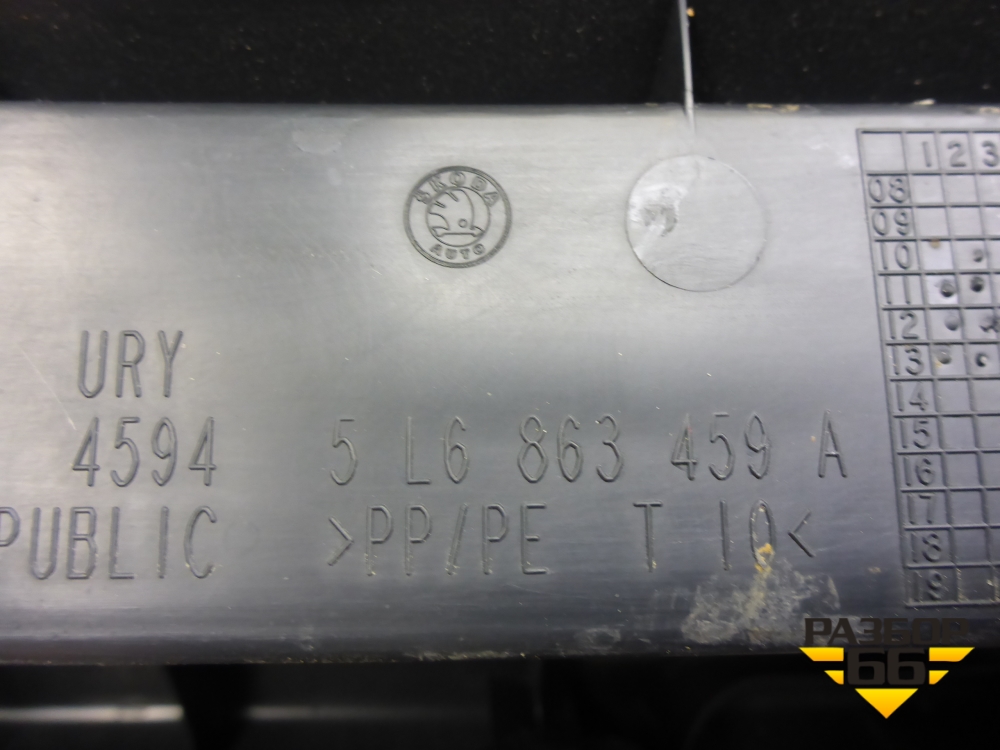 SKODA
AUTO
URY
4594
PUBLIC
5 L6 863 459 A
>PP/PE T 10<
1 2 3
08
09
10
11
12
13
14
15
16
17
18
19
РАЗБОР
66